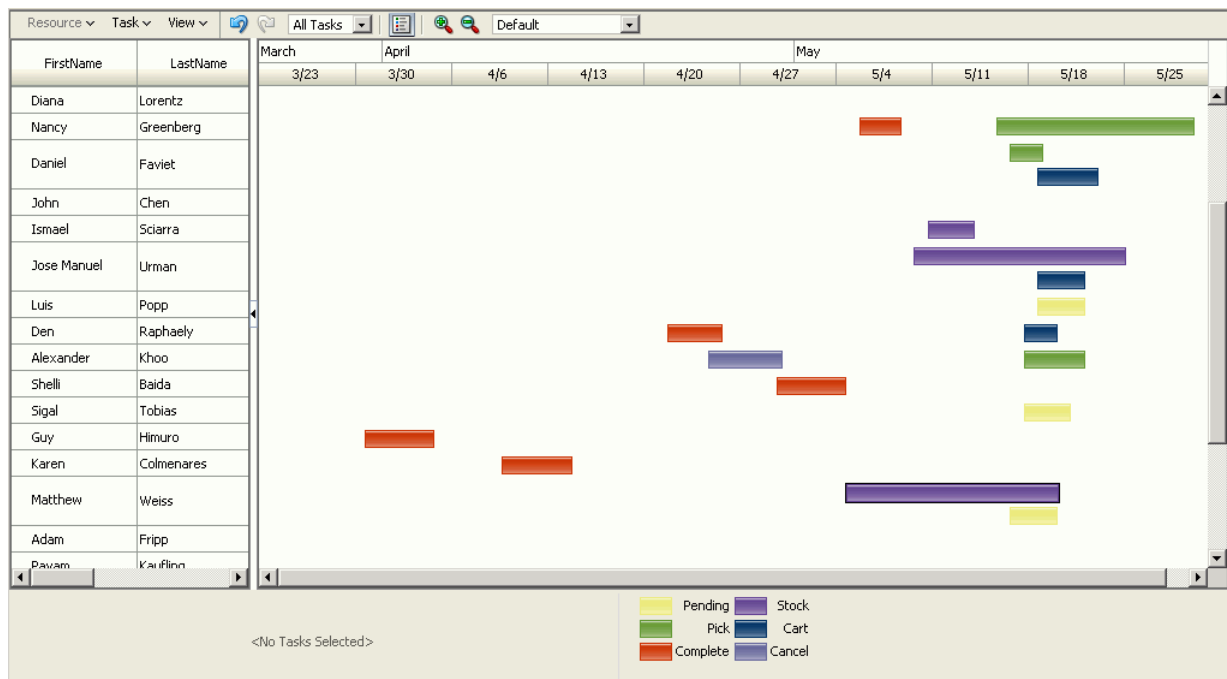 Resource Task View All Tasks Default
FirstName LastName
March April May
3/23 3/30 4/6 4/13 4/20 4/27 5/4 5/11 5/18 5/25
Diana Lorentz
Nancy Greenberg
Daniel Faviet
John Chen
Ismael Sciarra
Jose Manuel Urman
Luis Popp
Den Raphaely
Alexander Khoo
Shelli Baida
Sigal Tobias
Guy Himuro
Karen Colmenares
Matthew Weiss
Adam Fripp
Payam Kaufling
<No Tasks Selected>
Pending Stock
Pick Cart
Complete Cancel